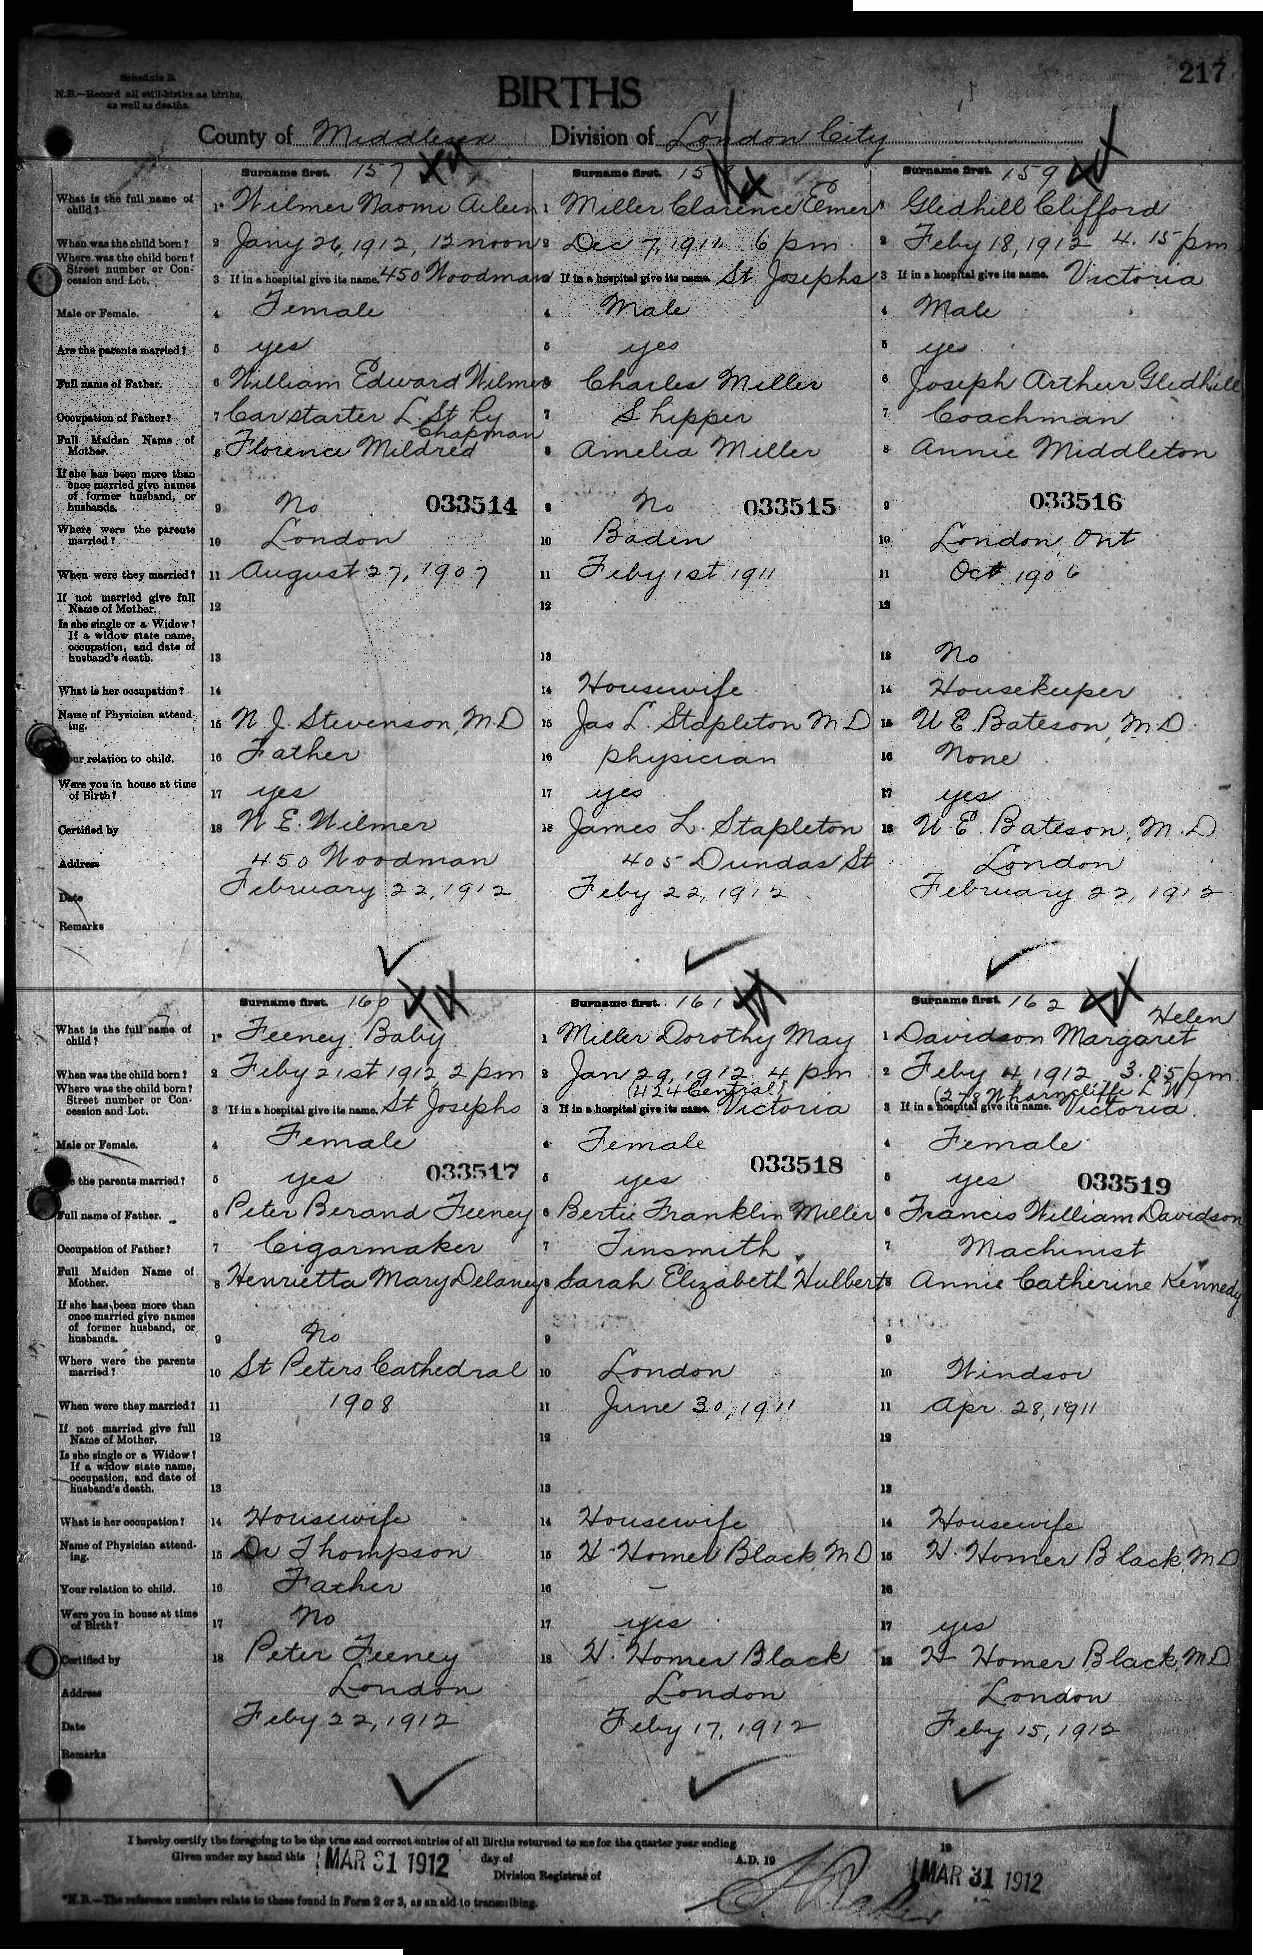 217
Schedule B.
N.B.—Record all still-births as births,
as well as deaths.
BIRTHS
County of Middlesex Division of London City
Surname first. 157
What is the full name of child? 1* Wilmer Naomi Aileen
When was the child born? 2 Jany 26, 1912, 12 noon
Where was the child born? Street number or Concession and Lot. 3 If in a hospital give its name. 450 Woodman
Male or Female. 4 Female
Are the parents married? 5 yes
Full name of Father. 6 William Edward Wilmer
Occupation of Father? 7 Car starter L. St Ry
Chapman
Full Maiden Name of Mother. 8 Florence Mildred
If she has been more than once married give names of former husband, or husbands. 9 No 033514
Where were the parents married? 10 London
When were they married? 11 August 27, 1907
If not married give full Name of Mother. 12
Is she single or a Widow? If a widow state name, occupation, and date of husband's death. 13
What is her occupation? 14
Name of Physician attending. 15 W J. Stevenson, M.D
Your relation to child. 16 Father
Were you in house at time of Birth? 17 yes
Certified by 18 W E. Wilmer
Address 450 Woodman
Date February 22, 1912
Remarks
Surname first. 15
1 Miller Clarence Elmer
2 Dec 7, 1911 6 pm
3 If in a hospital give its name. St Josephs
4 Male
5 yes
6 Charles Miller
7 Shipper
8 Amelia Miller
9 No 033515
10 Baden
11 Feby 1st 1911
12
13
14 Housewife
15 Jas L. Stapleton M D
16 physician
17 yes
18 James L. Stapleton
405 Dundas St
Feby 22, 1912
Surname first. 159
1 Gledhill Clifford
2 Feby 18, 1912 4.15 pm
3 If in a hospital give its name. Victoria
4 Male
5 yes
6 Joseph Arthur Gledhill
7 Coachman
8 Annie Middleton
9 033516
10 London, Ont
11 Oct 1906
12
13 No
14 Housekeeper
15 W E. Bateson, M.D.
16 None
17 yes
18 W E. Bateson, M.D
London
February 22, 1912
Surname first. 160
What is the full name of child? 1* Feeney Baby
When was the child born? 2 Feby 21st 1912, 2 pm
Where was the child born? Street number or Concession and Lot. 3 If in a hospital give its name. St Josephs
Male or Female. 4 Female
the parents married? 5 yes 033517
Full name of Father. 6 Peter Berand Feeney
Occupation of Father? 7 Cigarmaker
Full Maiden Name of Mother. 8 Henrietta Mary Delaney
If she has been more than once married give names of former husband, or husbands. 9 No
Where were the parents married? 10 St Peters Cathedral
When were they married? 11 1908
If not married give full Name of Mother. 12
Is she single or a Widow? If a widow state name, occupation, and date of husband's death. 13
What is her occupation? 14 Housewife
Name of Physician attending. 15 Dr Thompson
Your relation to child. 16 Father
Were you in house at time of Birth? 17 No
Certified by 18 Peter Feeney
Address London
Date Feby 22, 1912
Remarks
Surname first. 161
1 Miller Dorothy May
2 Jan 29, 1912 4 pm
(424 Central)
3 If in a hospital give its name. Victoria
4 Female
5 yes 033518
6 Bertie Franklin Miller
7 Tinsmith
8 Sarah Elizabeth Hulbert
9
10 London
11 June 30, 1911
12
13
14 Housewife
15 H. Homer Black, M D
16 –
17 yes
18 H. Homer Black
London
Feby 17, 1912
Surname first. 162
Helen
1 Davidson Margaret
2 Feby 4 1912 3.05 pm
(278 Wharncliffe L W)
3 If in a hospital give its name. Victoria.
4 Female
5 yes 033519
6 Francis William Davidson
7 Machinist
8 Annie Catherine Kennedy
9
10 Windsor
11 Apr. 28, 1911
12
13
14 Housewife
15 H. Homer Black, M D
16
17 yes
18 H Homer Black, M D
London
Feby 15, 1912
I hereby certify the foregoing to be the true and correct entries of all Births returned to me for the quarter year ending 19
Given under my hand this MAR 31 1912 day of A.D. 19 MAR 31 1912
Division Registrar of
*N.B.—The reference numbers relate to those found in Form 2 or 3, as an aid to transcribing.